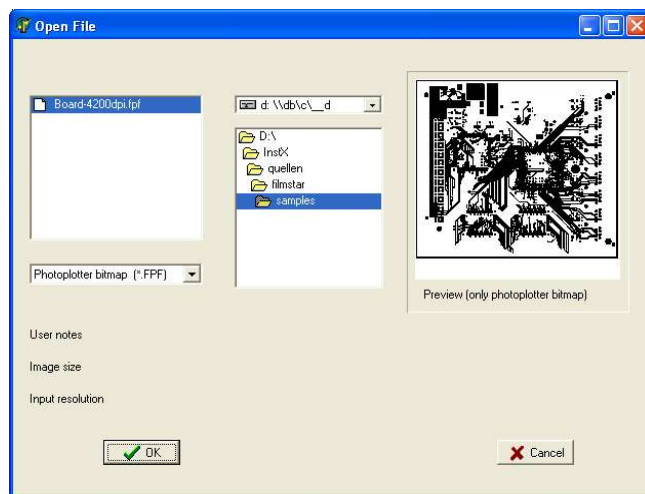 Open File
Board-4200dpi.fpf
d: \\db\c\__d
D:\
InstX
quellen
filmstar
samples
Photoplotter bitmap (*.FPF)
Preview (only photoplotter bitmap)
User notes
Image size
Input resolution
OK
Cancel